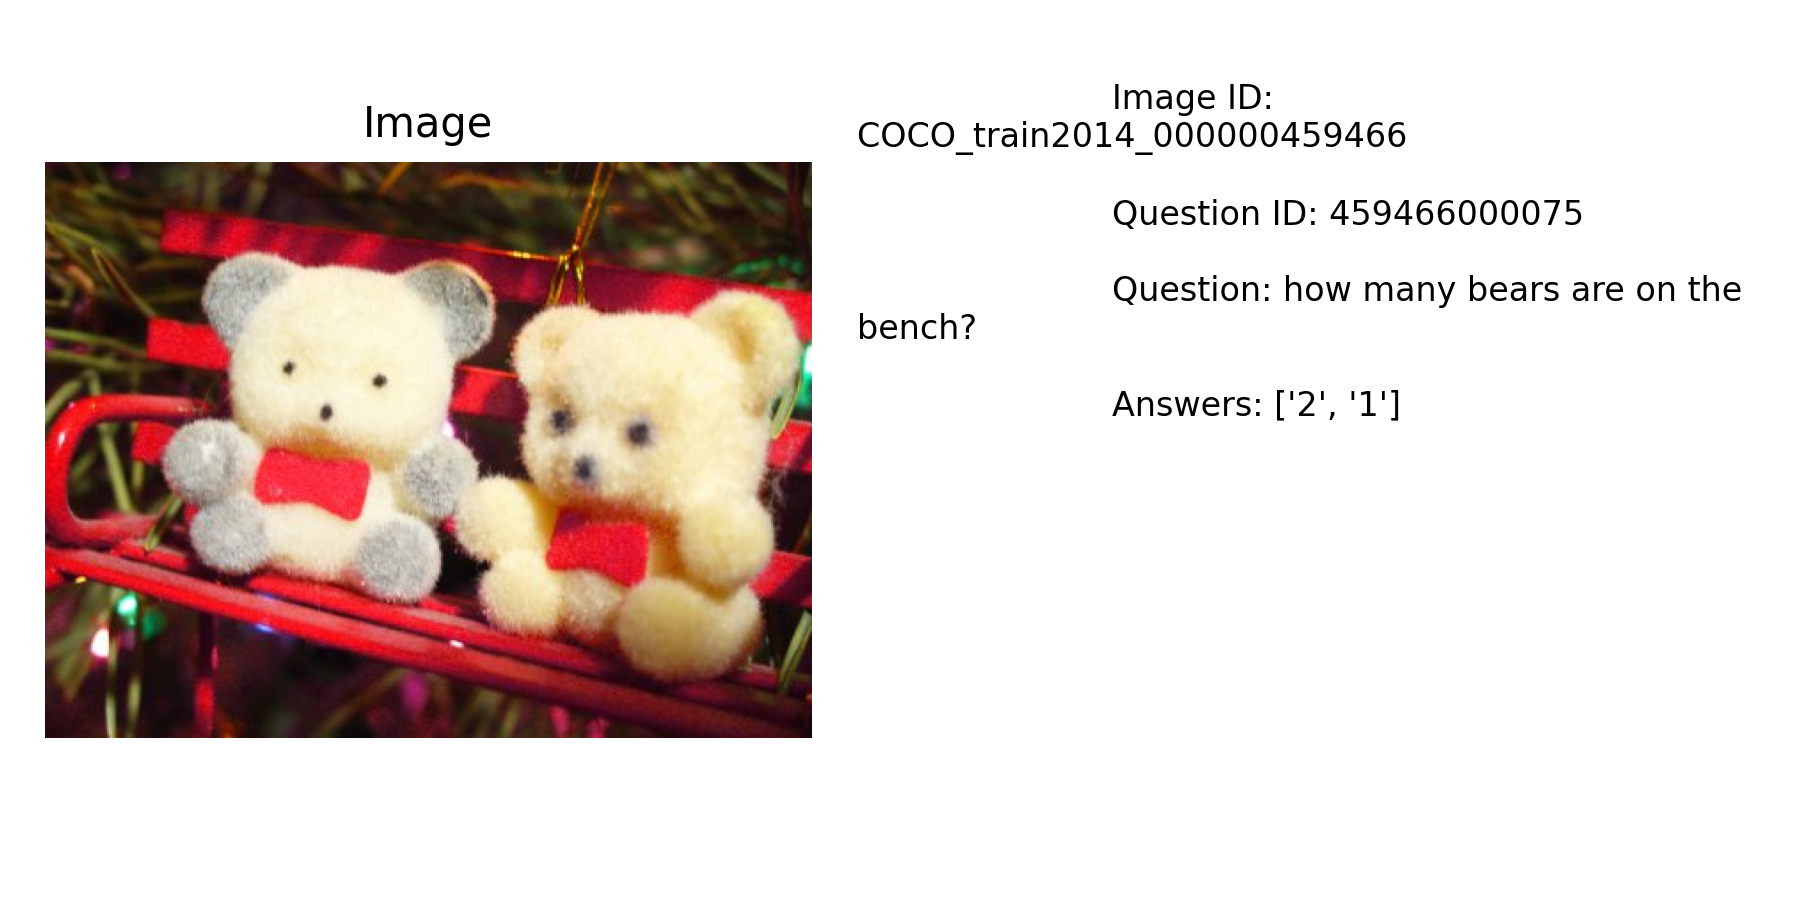 Image
Image ID:
COCO_train2014_000000459466
Question ID: 459466000075
Question: how many bears are on the
bench?
Answers: ['2', '1']